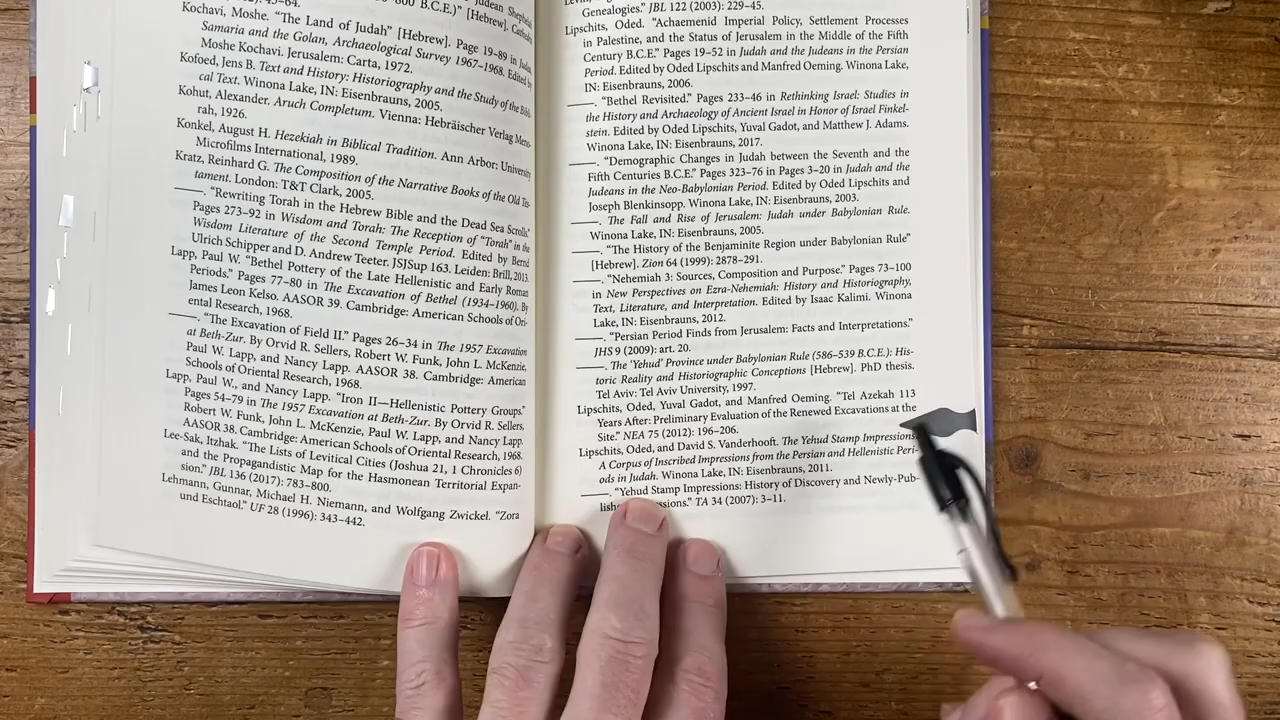 800 B.C.E.)” [Hebrew].
Kochavi, Moshe. “The Land of Judah” [Hebrew]. Page 19–89 in
Samaria and the Golan, Archaeological Survey 1967–1968. Edited by
Moshe Kochavi. Jerusalem: Carta, 1972.
Kofoed, Jens B. Text and History: Historiography and the Study of the
cal Text. Winona Lake, IN: Eisenbrauns, 2005.
Kohut, Alexander. Aruch Completum. Vienna: Hebräischer Verlag
rah, 1926.
Konkel, August H. Hezekiah in Biblical Tradition. Ann Arbor: University
Microfilms International, 1989.
Kratz, Reinhard G. The Composition of the Narrative Books of the Old Tes-
tament. London: T&T Clark, 2005.
———. “Rewriting Torah in the Hebrew Bible and the Dead Sea Scrolls.”
Pages 273–92 in Wisdom and Torah: The Reception of “Torah” in the
Wisdom Literature of the Second Temple Period. Edited by Bernd
Ulrich Schipper and D. Andrew Teeter. JSJSup 163. Leiden: Brill, 2013.
Lapp, Paul W. “Bethel Pottery of the Late Hellenistic and Early Roman
Periods.” Pages 77–80 in The Excavation of Bethel (1934–1960). By
James Leon Kelso. AASOR 39. Cambridge: American Schools of Ori-
ental Research, 1968.
———. “The Excavation of Field II.” Pages 26–34 in The 1957 Excavation
at Beth-Zur. By Orvid R. Sellers, Robert W. Funk, John L. McKenzie,
Paul W. Lapp, and Nancy Lapp. AASOR 38. Cambridge: American
Schools of Oriental Research, 1968.
Lapp, Paul W., and Nancy Lapp. “Iron II—Hellenistic Pottery Groups.”
Pages 54–79 in The 1957 Excavation at Beth-Zur. By Orvid R. Sellers,
Robert W. Funk, John L. McKenzie, Paul W. Lapp, and Nancy Lapp.
AASOR 38. Cambridge: American Schools of Oriental Research, 1968.
Lee-Sak, Itzhak. “The Lists of Levitical Cities (Joshua 21, 1 Chronicles 6)
and the Propagandistic Map for the Hasmonean Territorial Expan-
sion.” JBL 136 (2017): 783–800.
Lehmann, Gunnar, Michael H. Niemann, and Wolfgang Zwickel. “Zora
und Eschtaol.” UF 28 (1996): 343–442.
Genealogies.” JBL 122 (2003): 229–45.
Lipschits, Oded. “Achaemenid Imperial Policy, Settlement Processes
in Palestine, and the Status of Jerusalem in the Middle of the Fifth
Century B.C.E.” Pages 19–52 in Judah and the Judeans in the Persian
Period. Edited by Oded Lipschits and Manfred Oeming. Winona Lake,
IN: Eisenbrauns, 2006.
———. “Bethel Revisited.” Pages 233–46 in Rethinking Israel: Studies in
the History and Archaeology of Ancient Israel in Honor of Israel Finkel-
stein. Edited by Oded Lipschits, Yuval Gadot, and Matthew J. Adams.
Winona Lake, IN: Eisenbrauns, 2017.
———. “Demographic Changes in Judah between the Seventh and the
Fifth Centuries B.C.E.” Pages 323–76 in Pages 3–20 in Judah and the
Judeans in the Neo-Babylonian Period. Edited by Oded Lipschits and
Joseph Blenkinsopp. Winona Lake, IN: Eisenbrauns, 2003.
———. The Fall and Rise of Jerusalem: Judah under Babylonian Rule.
Winona Lake, IN: Eisenbrauns, 2005.
———. “The History of the Benjaminite Region under Babylonian Rule”
[Hebrew]. Zion 64 (1999): 2878–291.
———. “Nehemiah 3: Sources, Composition and Purpose.” Pages 73–100
in New Perspectives on Ezra-Nehemiah: History and Historiography,
Text, Literature, and Interpretation. Edited by Isaac Kalimi. Winona
Lake, IN: Eisenbrauns, 2012.
———. “Persian Period Finds from Jerusalem: Facts and Interpretations.”
JHS 9 (2009): art. 20.
———. The ‘Yehud’ Province under Babylonian Rule (586–539 B.C.E.): His-
toric Reality and Historiographic Conceptions [Hebrew]. PhD thesis.
Tel Aviv: Tel Aviv University, 1997.
Lipschits, Oded, Yuval Gadot, and Manfred Oeming. “Tel Azekah 113
Years After: Preliminary Evaluation of the Renewed Excavations at the
Site.” NEA 75 (2012): 196–206.
Lipschits, Oded, and David S. Vanderhooft. The Yehud Stamp Impressions:
A Corpus of Inscribed Impressions from the Persian and Hellenistic Peri-
ods in Judah. Winona Lake, IN: Eisenbrauns, 2011.
———. “Yehud Stamp Impressions: History of Discovery and Newly-Pub-
TA 34 (2007): 3–11.